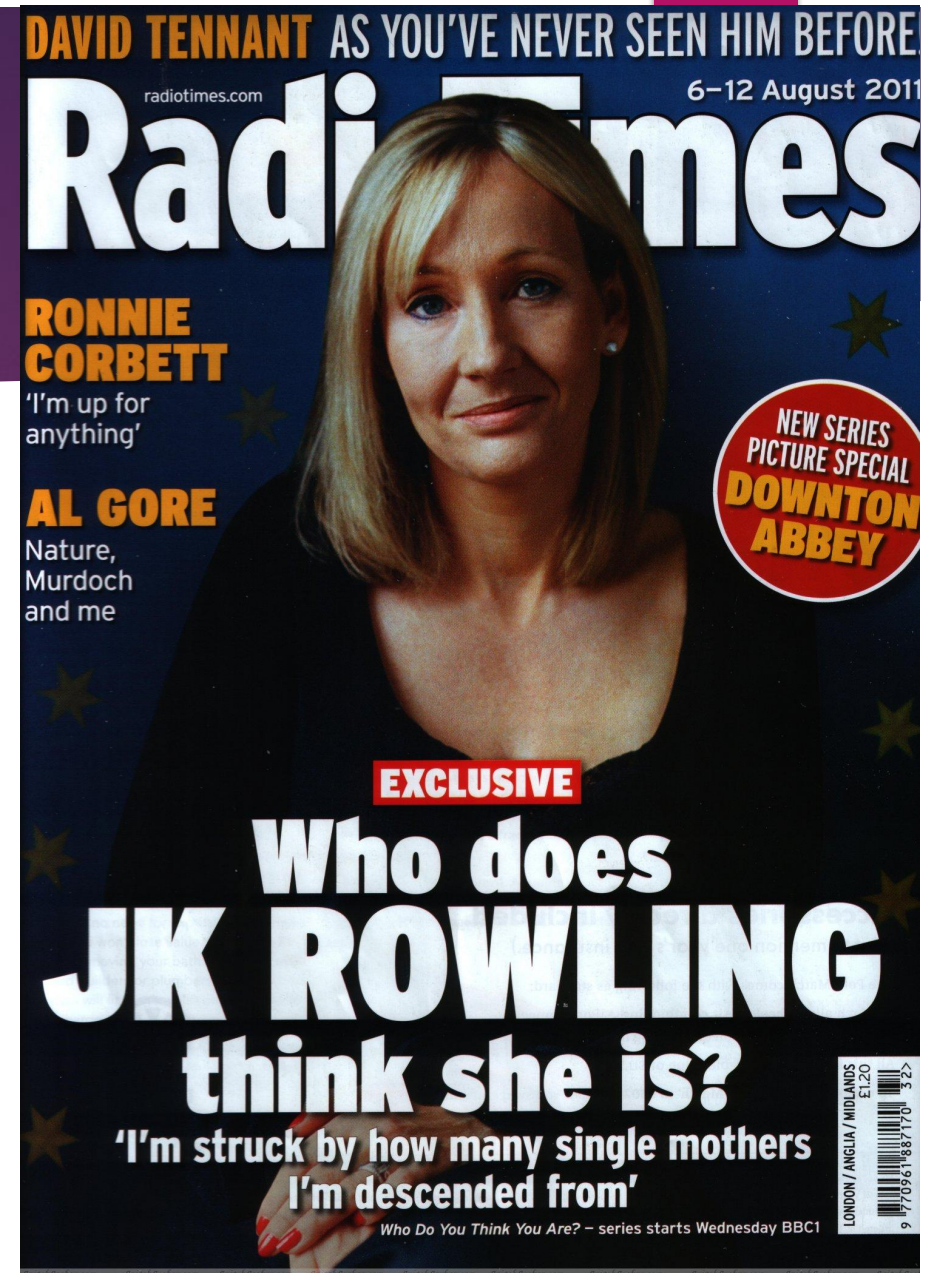 DAVID TENNANT AS YOU'VE NEVER SEEN HIM BEFORE!
radiotimes.com
6–12 August 2011
Radio Times
RONNIE
CORBETT
'I'm up for
anything'
AL GORE
Nature,
Murdoch
and me
NEW SERIES
PICTURE SPECIAL
DOWNTON
ABBEY
EXCLUSIVE
Who does
JK ROWLING
think she is?
'I'm struck by how many single mothers
I'm descended from'
Who Do You Think You Are? – series starts Wednesday BBC1
LONDON / ANGLIA / MIDLANDS
£1.20
9 770961 887170
32>